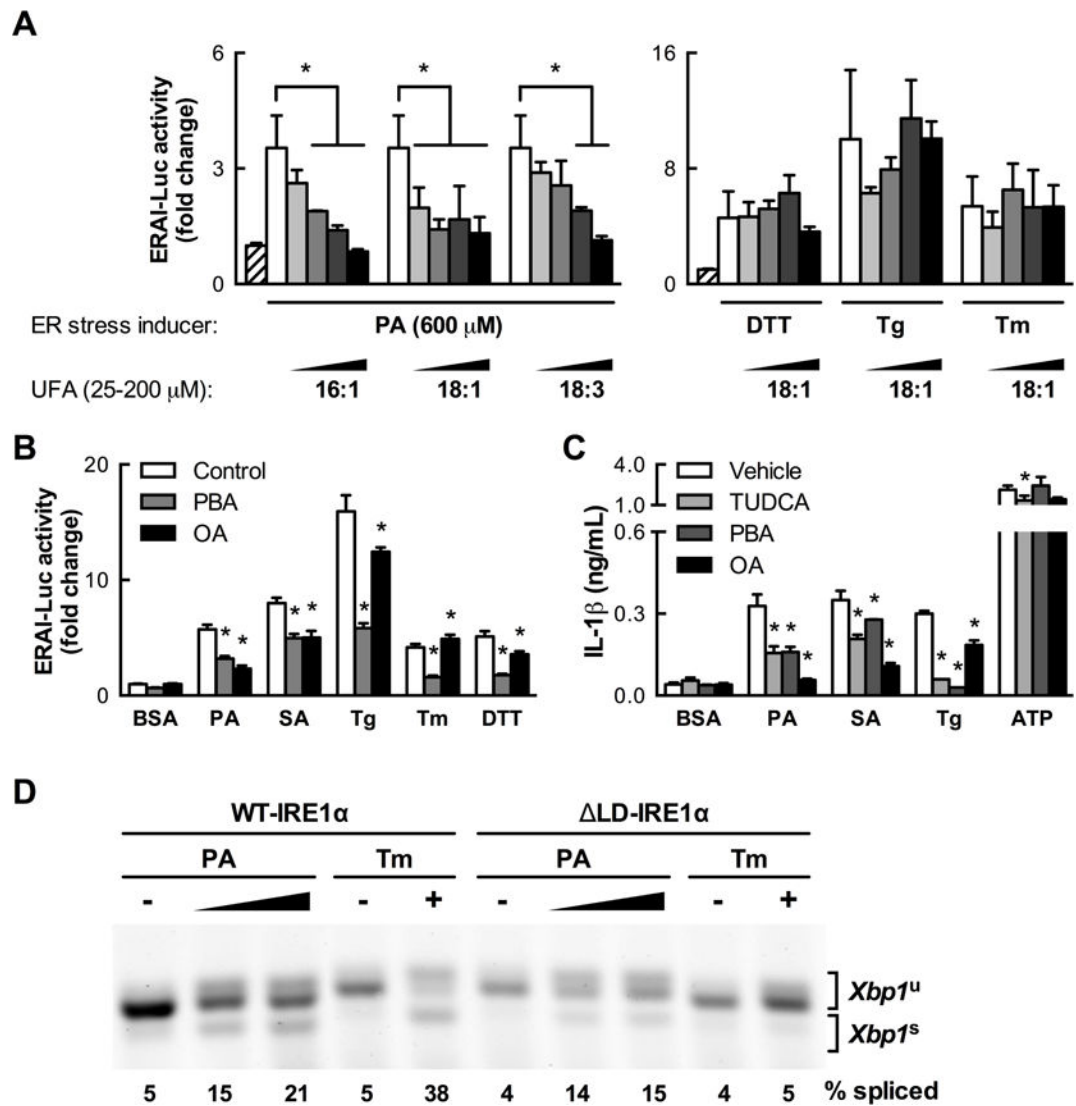 A
ERAI-Luc activity
(fold change)
6
3
0
* * *
16
8
0
ER stress inducer: PA (600 μM) DTT Tg Tm
UFA (25-200 μM): 16:1 18:1 18:3 18:1 18:1 18:1
B
ERAI-Luc activity
(fold change)
20
10
0
Control
PBA
OA
* * * * * * * * * *
BSA PA SA Tg Tm DTT
C
IL-1β (ng/mL)
4.0
1.0
0.6
0.3
0.0
Vehicle
TUDCA
PBA
OA
* * * * * * * * * *
BSA PA SA Tg ATP
D
WT-IRE1α ΔLD-IRE1α
PA Tm PA Tm
- - + - - +
Xbp1ᵘ
Xbp1ˢ
5 15 21 5 38 4 14 15 4 5 % spliced